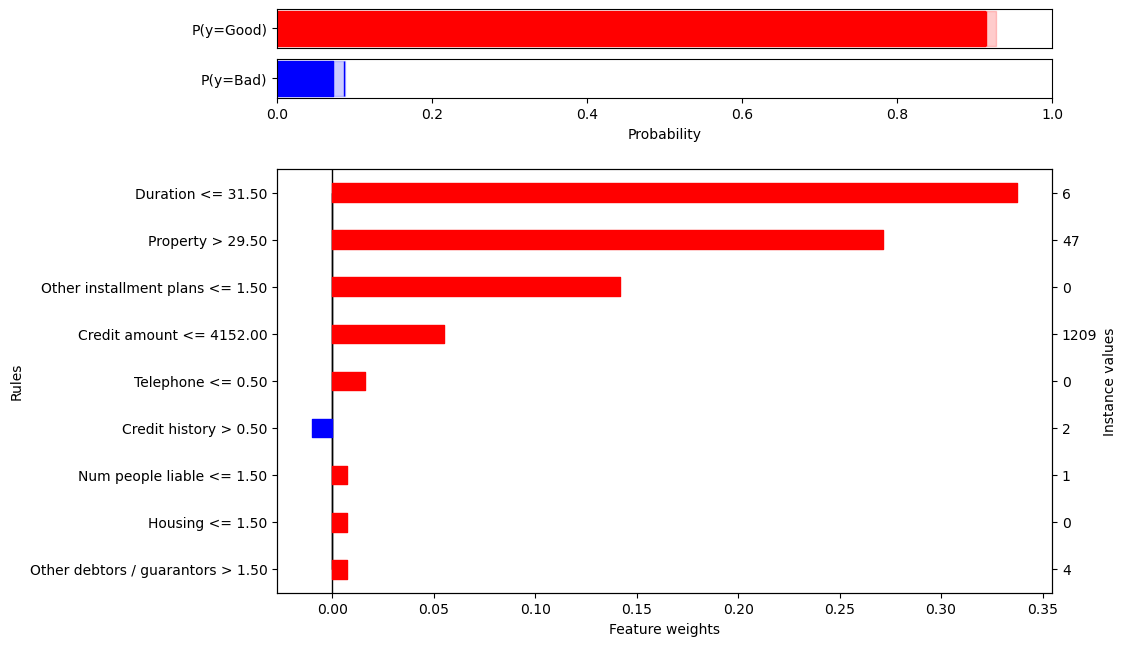 P(y=Good)
P(y=Bad)
0.0 0.2 0.4 0.6 0.8 1.0
Probability
Duration <= 31.50 6
Property > 29.50 47
Other installment plans <= 1.50 0
Credit amount <= 4152.00 1209
Telephone <= 0.50 0
Credit history > 0.50 2
Num people liable <= 1.50 1
Housing <= 1.50 0
Other debtors / guarantors > 1.50 4
Rules
Instance values
0.00 0.05 0.10 0.15 0.20 0.25 0.30 0.35
Feature weights